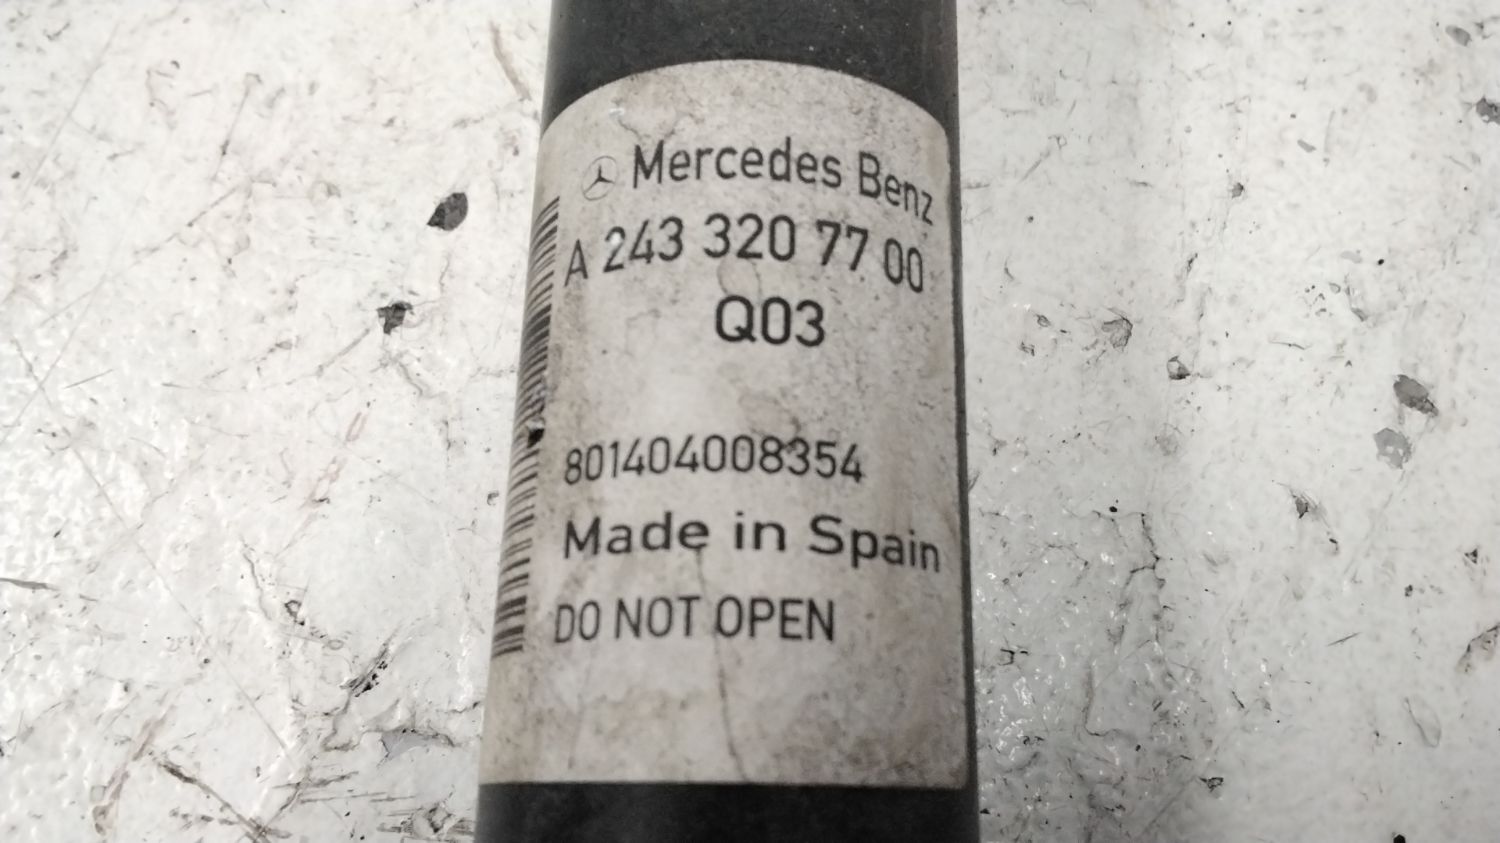 Mercedes Benz
A 243 320 77 00
Q03
801404008354
Made in Spain
DO NOT OPEN